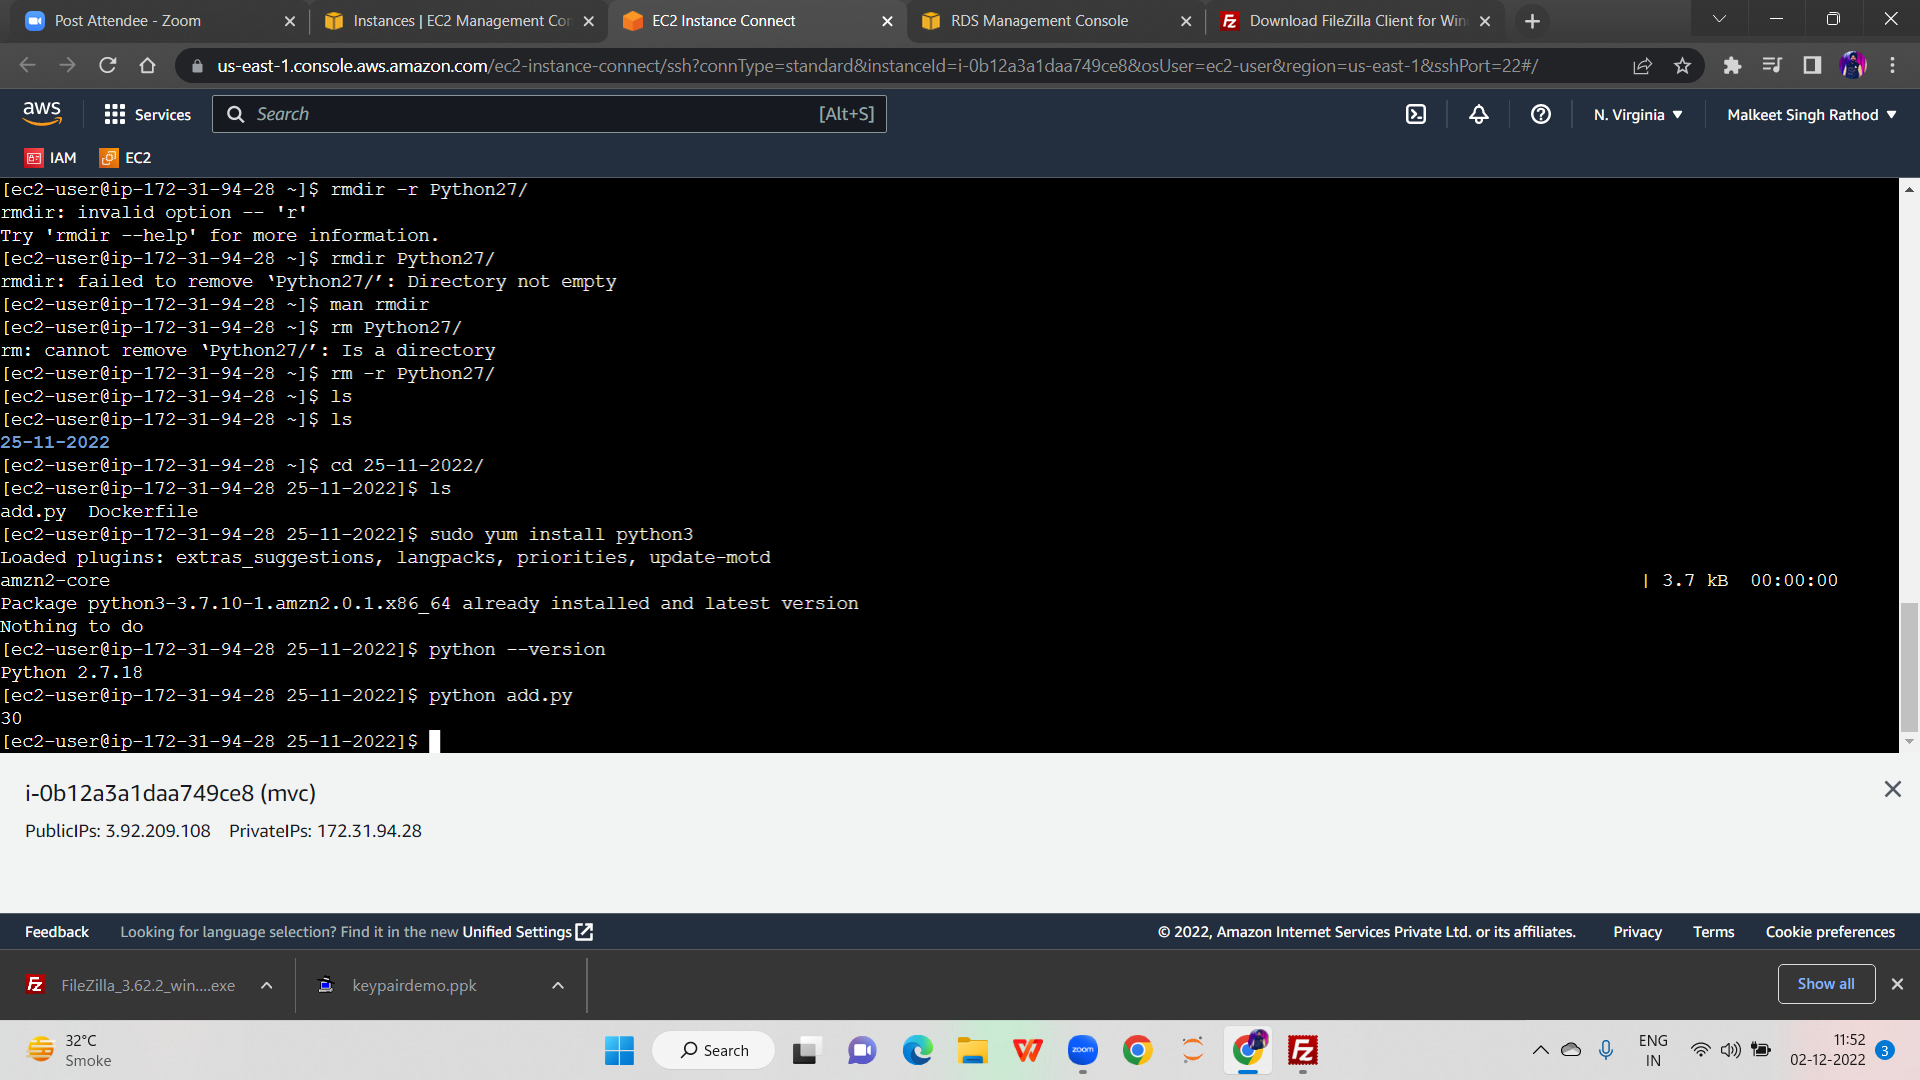 Post Attendee - Zoom
Instances | EC2 Management Con
EC2 Instance Connect
RDS Management Console
Download FileZilla Client for Win
us-east-1.console.aws.amazon.com/ec2-instance-connect/ssh?connType=standard&instanceId=i-0b12a3a1daa749ce8&osUser=ec2-user&region=us-east-1&sshPort=22#/
aws
Services
Search
[Alt+S]
N. Virginia
Malkeet Singh Rathod
IAM
EC2
[ec2-user@ip-172-31-94-28 ~]$ rmdir -r Python27/
rmdir: invalid option -- 'r'
Try 'rmdir --help' for more information.
[ec2-user@ip-172-31-94-28 ~]$ rmdir Python27/
rmdir: failed to remove ‘Python27/’: Directory not empty
[ec2-user@ip-172-31-94-28 ~]$ man rmdir
[ec2-user@ip-172-31-94-28 ~]$ rm Python27/
rm: cannot remove ‘Python27/’: Is a directory
[ec2-user@ip-172-31-94-28 ~]$ rm -r Python27/
[ec2-user@ip-172-31-94-28 ~]$ ls
[ec2-user@ip-172-31-94-28 ~]$ ls
25-11-2022
[ec2-user@ip-172-31-94-28 ~]$ cd 25-11-2022/
[ec2-user@ip-172-31-94-28 25-11-2022]$ ls
add.py  Dockerfile
[ec2-user@ip-172-31-94-28 25-11-2022]$ sudo yum install python3
Loaded plugins: extras_suggestions, langpacks, priorities, update-motd
amzn2-core | 3.7 kB  00:00:00
Package python3-3.7.10-1.amzn2.0.1.x86_64 already installed and latest version
Nothing to do
[ec2-user@ip-172-31-94-28 25-11-2022]$ python --version
Python 2.7.18
[ec2-user@ip-172-31-94-28 25-11-2022]$ python add.py
30
[ec2-user@ip-172-31-94-28 25-11-2022]$
i-0b12a3a1daa749ce8 (mvc)
PublicIPs: 3.92.209.108 PrivateIPs: 172.31.94.28
Feedback
Looking for language selection? Find it in the new Unified Settings
© 2022, Amazon Internet Services Private Ltd. or its affiliates.
Privacy
Terms
Cookie preferences
FileZilla_3.62.2_win....exe
keypairdemo.ppk
Show all
32°C
Smoke
Search
zoom
ENG
IN
11:52
02-12-2022
3